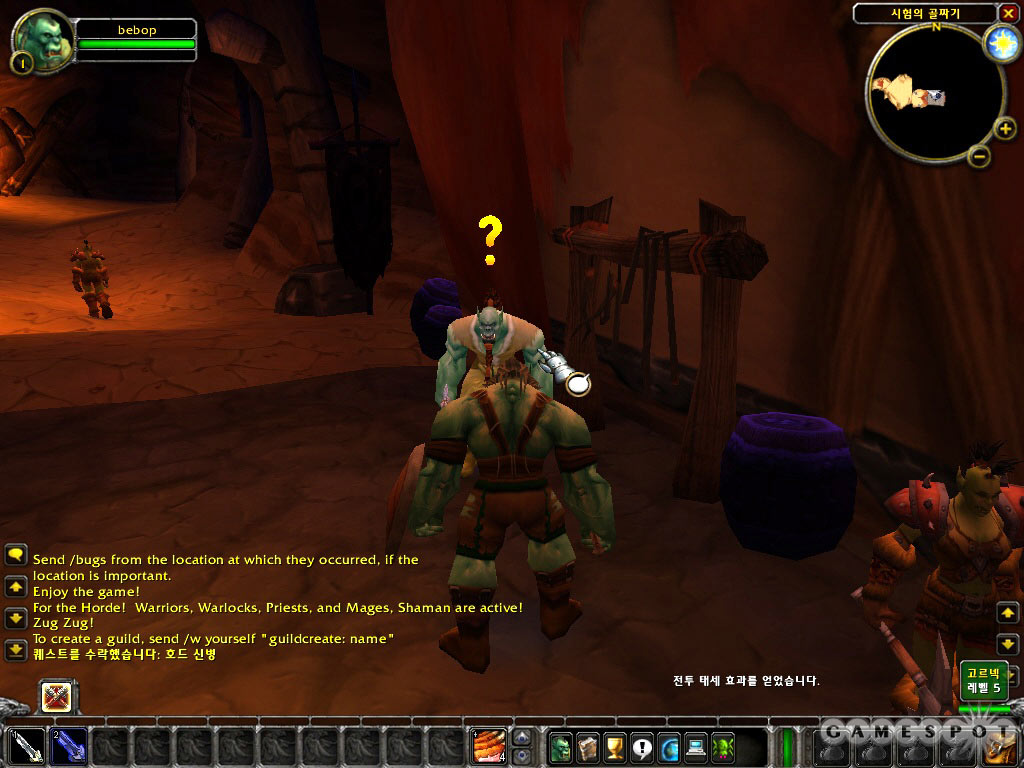 bebop
1
시험의 골짜기
N
Send /bugs from the location at which they occurred, if the
location is important.
Enjoy the game!
For the Horde!  Warriors, Warlocks, Priests, and Mages, Shaman are active!
Zug Zug!
To create a guild, send /w yourself "guildcreate: name"
퀘스트를 수락했습니다: 호드 신병
전투 태세 효과를 얻었습니다.
고르넥
레벨 5
1
2
4
GAMESPOT